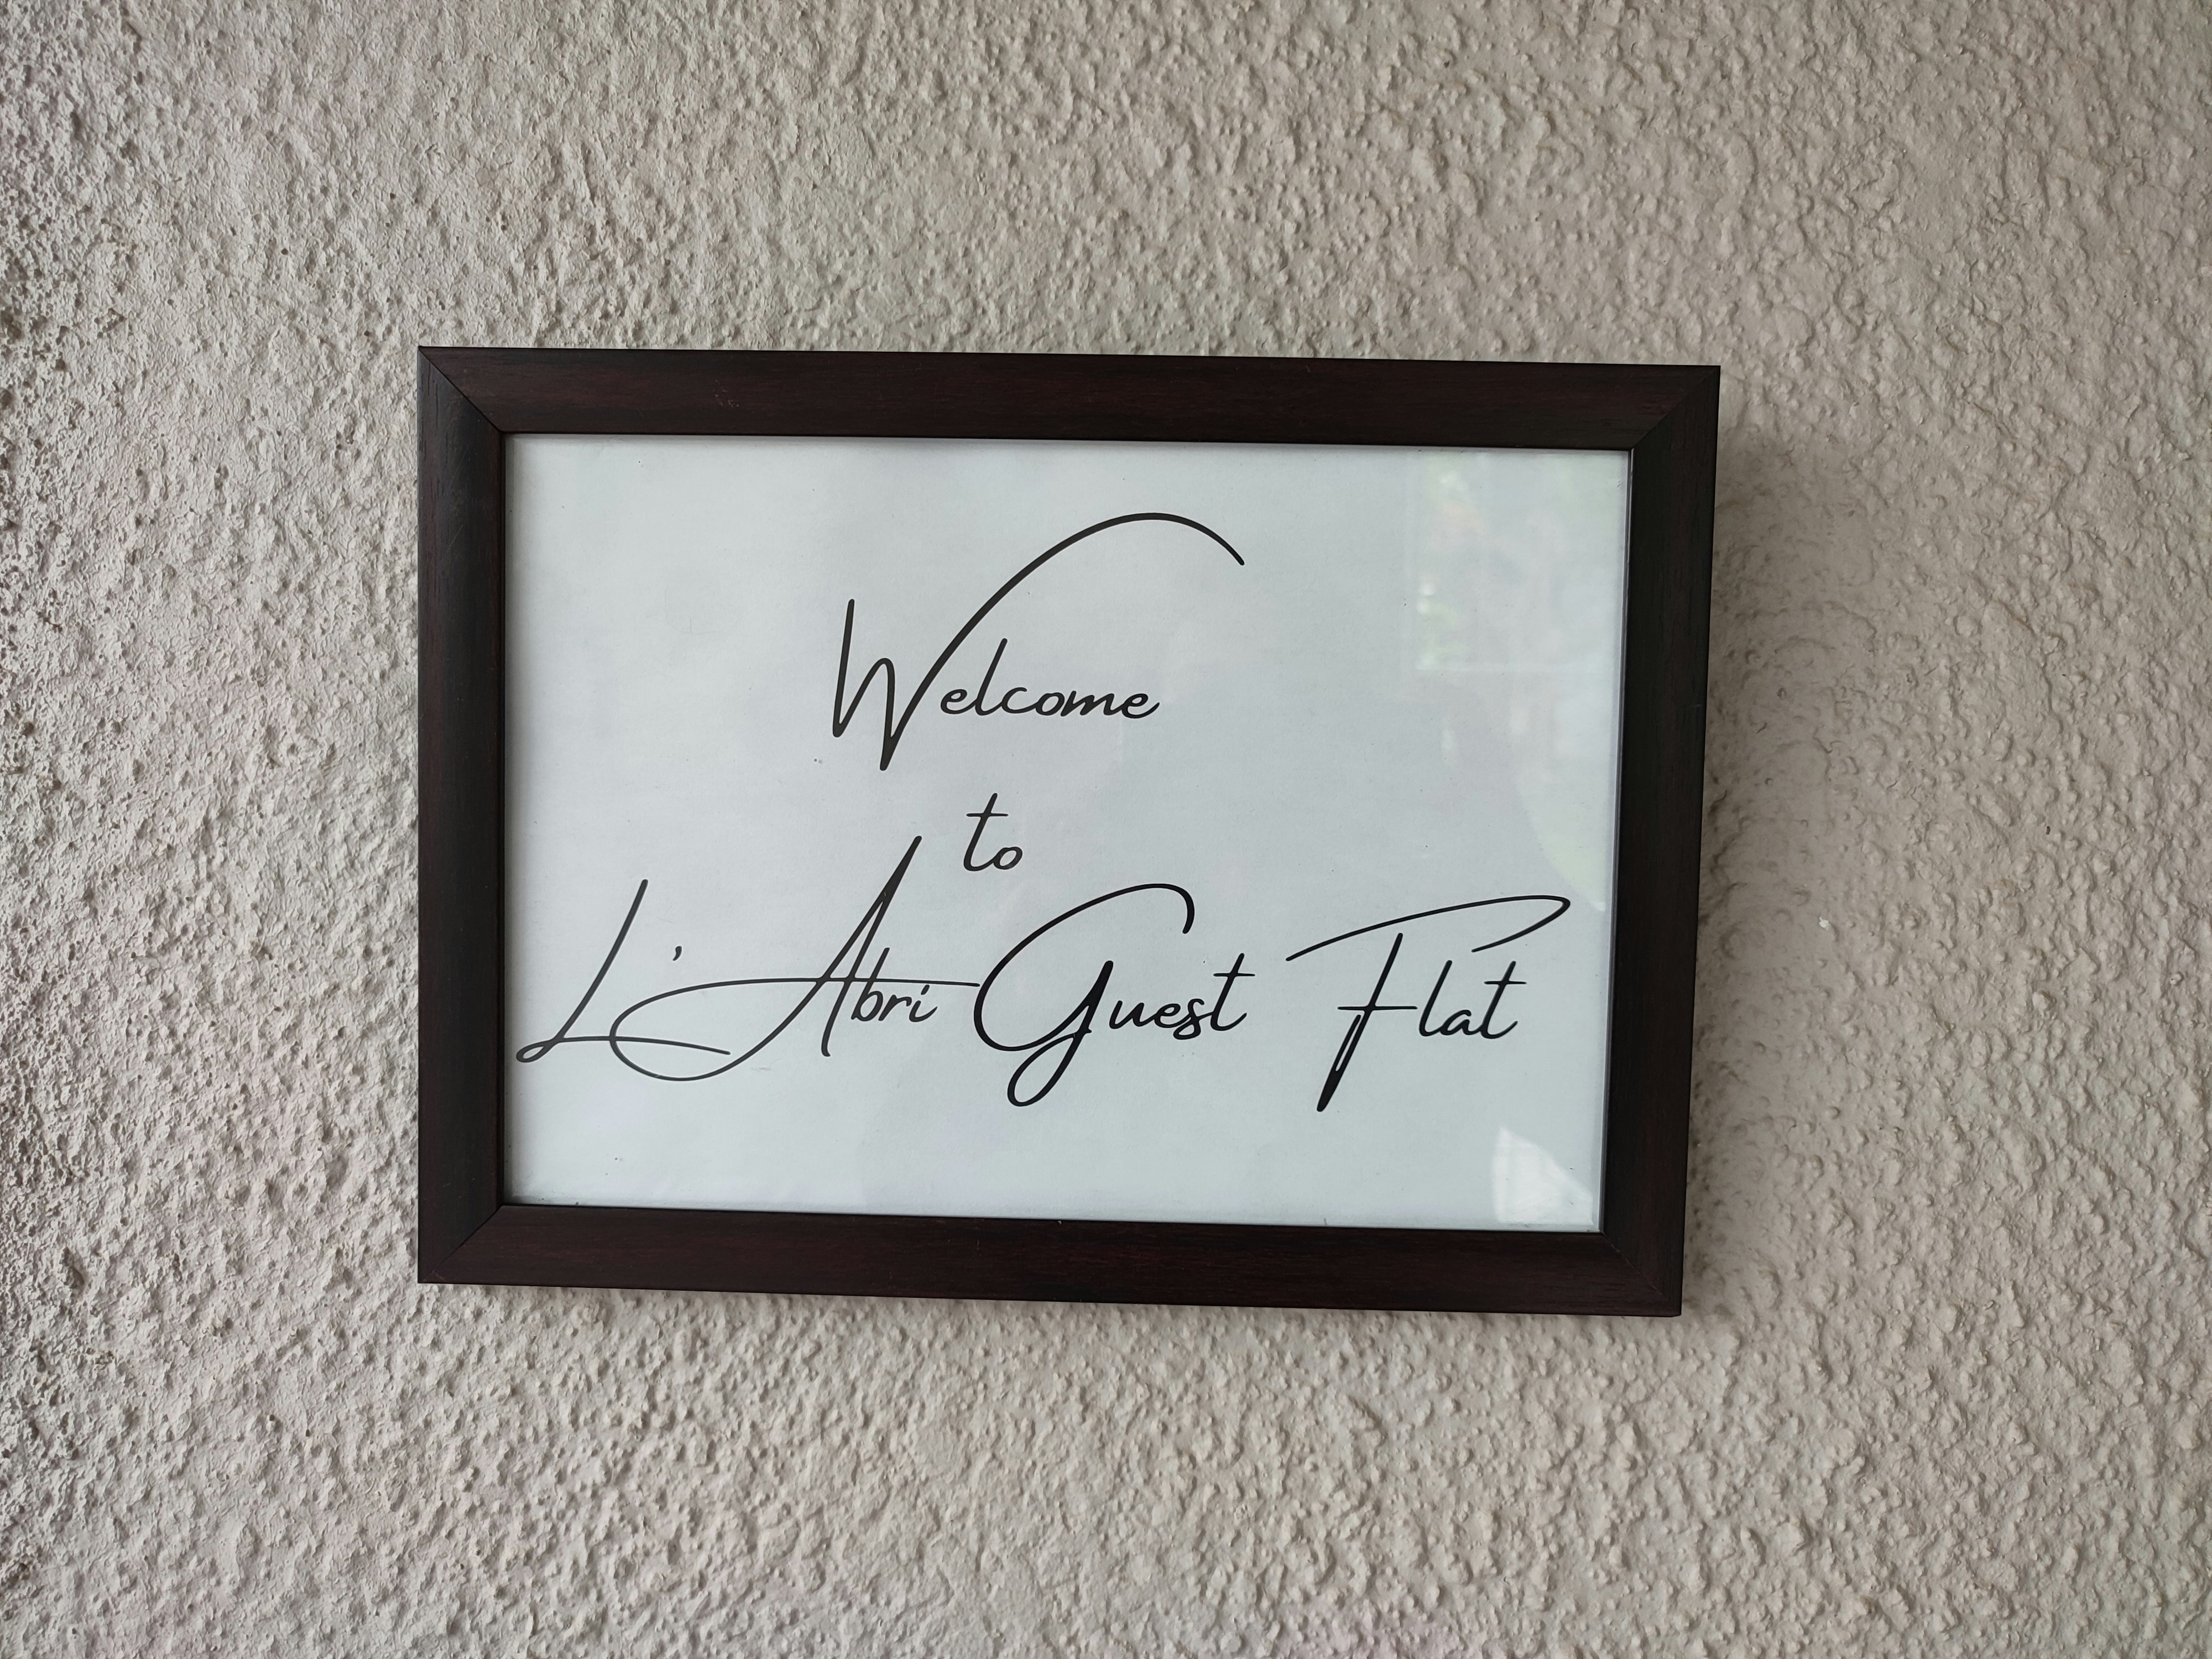 Welcome
to
L'Abri Guest Flat